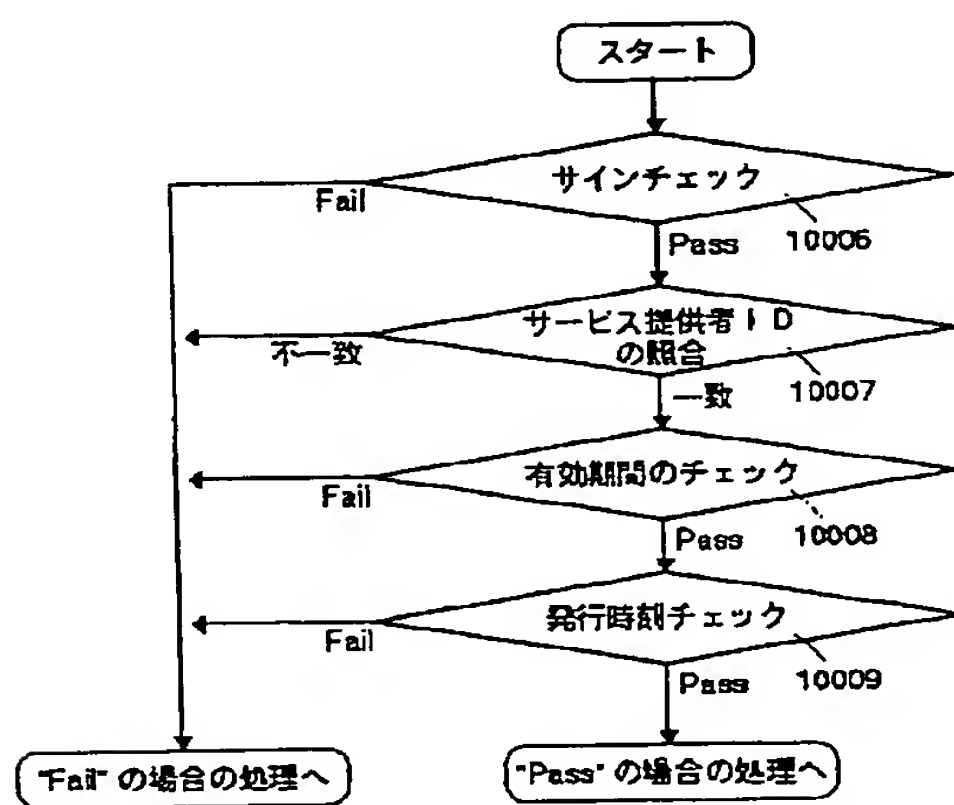 スタート
サインチェック
Fail
10006
Pass
サービス提供者ID
の照合
不一致
10007
一致
有効期間のチェック
Fail
10008
Pass
発行時刻チェック
Fail
10009
Pass
"Fail" の場合の処理へ
"Pass" の場合の処理へ